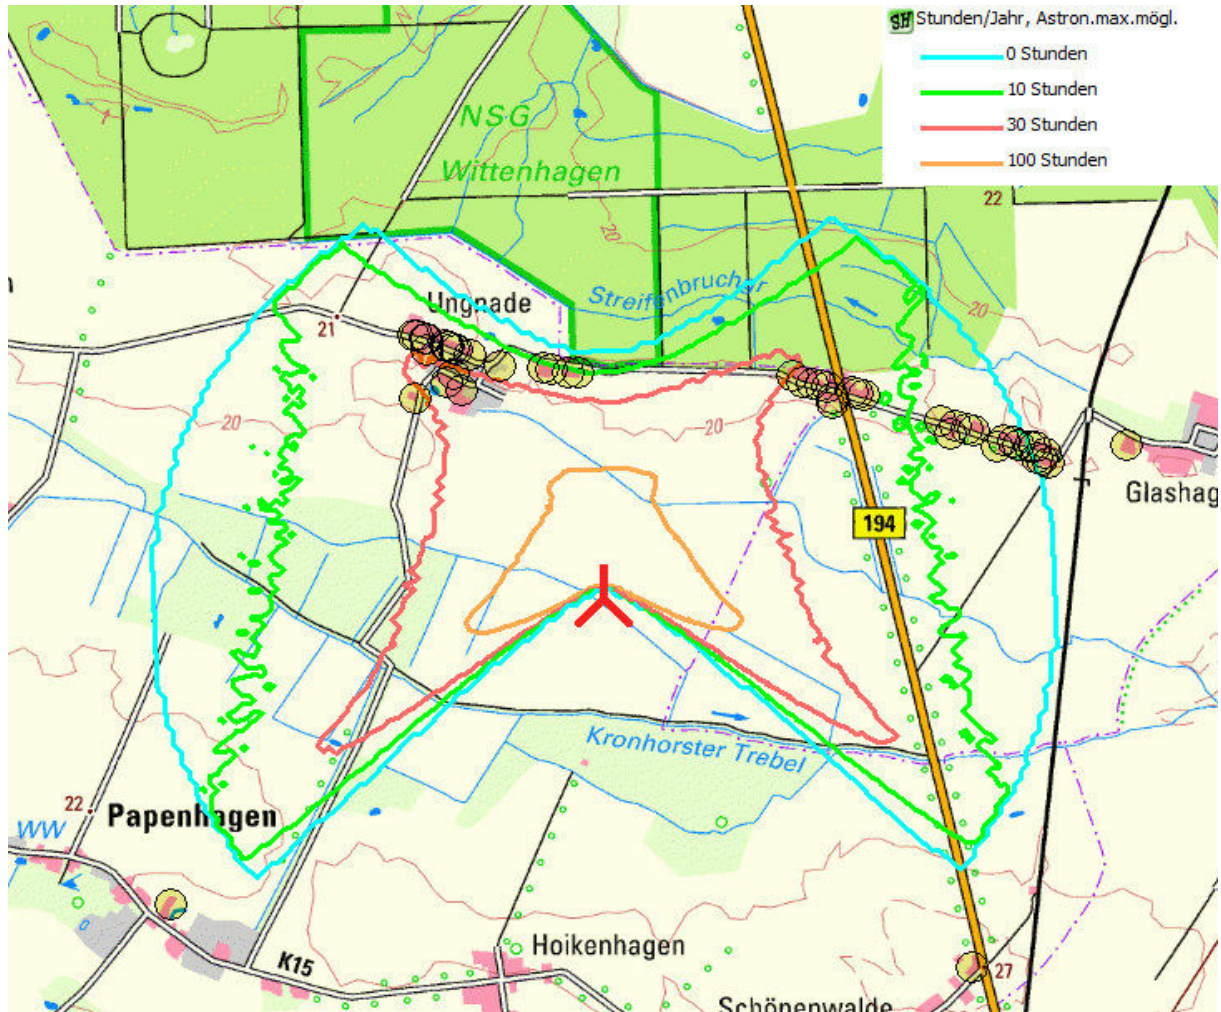 SH Stunden/Jahr, Astron.max.mögl.
0 Stunden
10 Stunden
30 Stunden
100 Stunden
NSG
Wittenhagen
22
20
Streifenbrucher
20
Ungnade
21
20
20
Glashag
194
Kronhorster Trebel
22
Papenhagen
WW
Hoikenhagen
K15
27
Schönenwalde